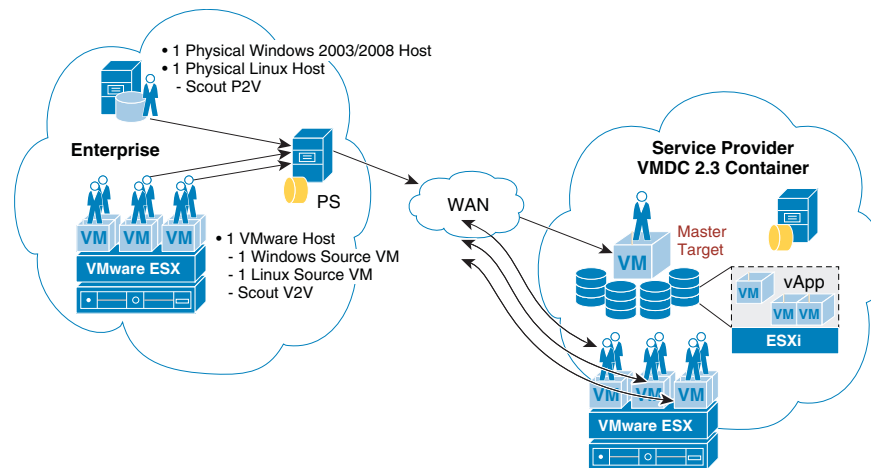 • 1 Physical Windows 2003/2008 Host
• 1 Physical Linux Host
- Scout P2V
Enterprise
PS
VM
VM
VM
VMware ESX
• 1 VMware Host
- 1 Windows Source VM
- 1 Linux Source VM
- Scout V2V
WAN
Service Provider
VMDC 2.3 Container
Master
Target
VM
vApp
VM
VM
VM
ESXi
VM
VM
VM
VMware ESX